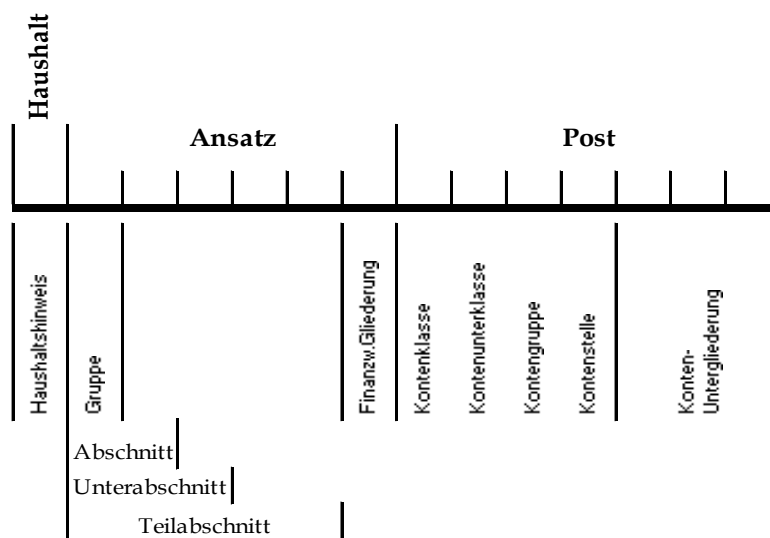 Haushalt
Ansatz
Post
Haushaltshinweis
Gruppe
Finanzw.Gliederung
Kontenklasse
Kontenunterklasse
Kontengruppe
Kontenstelle
Konten-
Untergliederung
Abschnitt
Unterabschnitt
Teilabschnitt